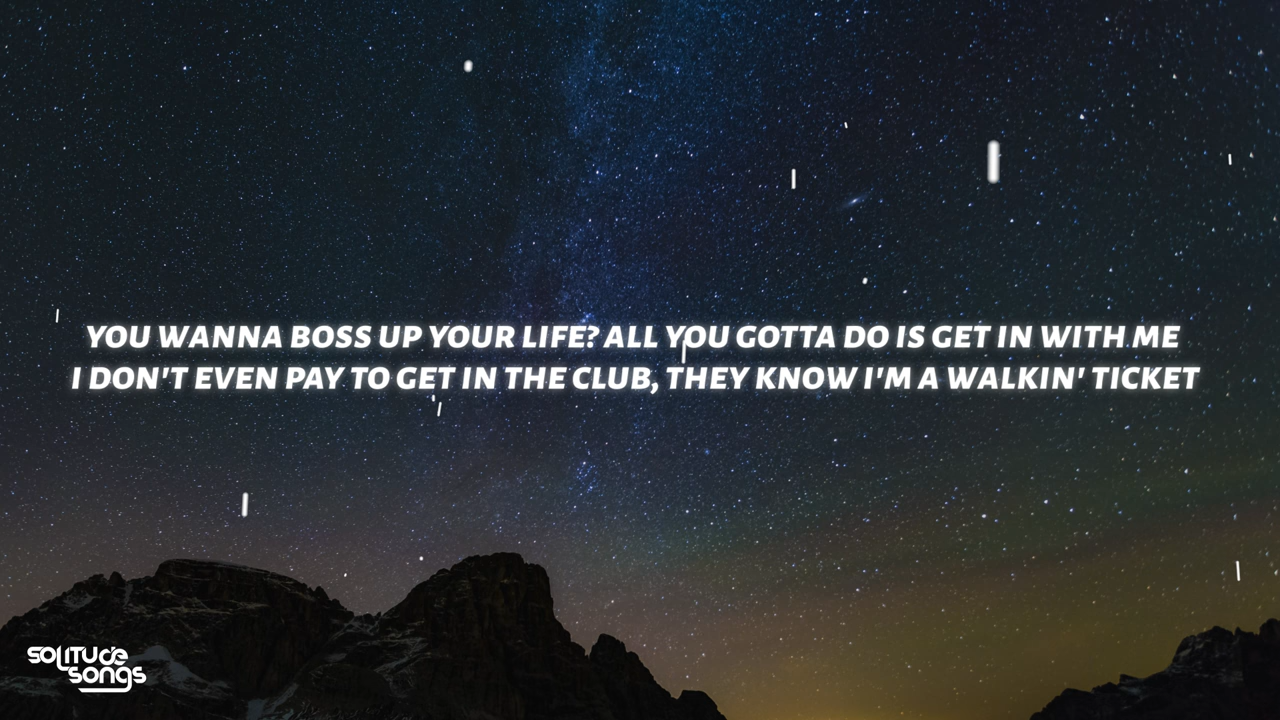 YOU WANNA BOSS UP YOUR LIFE? ALL YOU GOTTA DO IS GET IN WITH ME
I DON'T EVEN PAY TO GET IN THE CLUB, THEY KNOW I'M A WALKIN' TICKET
solitude
songs